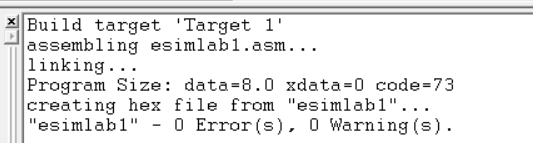 Build target 'Target 1'
assembling esimlab1.asm...
linking...
Program Size: data=8.0 xdata=0 code=73
creating hex file from "esimlab1"...
"esimlab1" - 0 Error(s), 0 Warning(s).